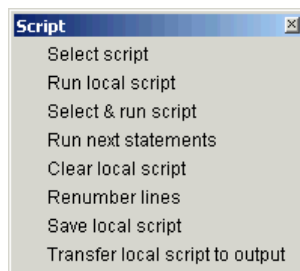 Script
Select script
Run local script
Select & run script
Run next statements
Clear local script
Renumber lines
Save local script
Transfer local script to output